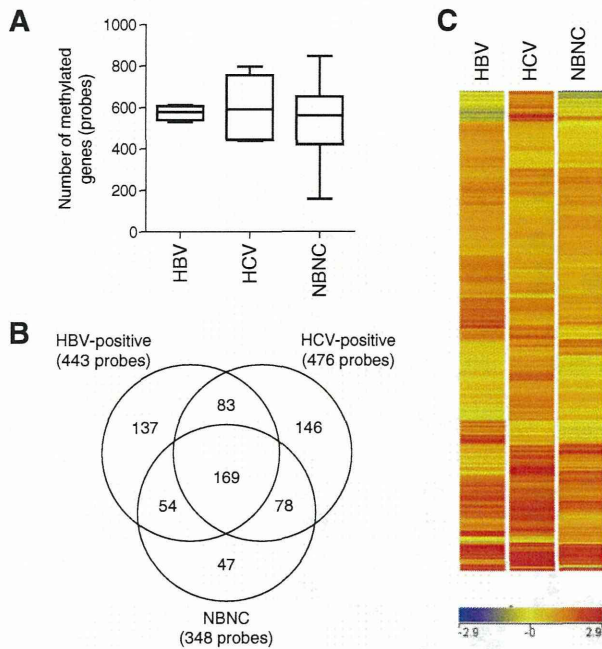 A
Number of methylated
genes (probes)
1000
800
600
400
200
0
HBV
HCV
NBNC
B
HBV-positive
(443 probes)
HCV-positive
(476 probes)
83
137
146
169
54
78
47
NBNC
(348 probes)
C
HBV
HCV
NBNC
-2.9
-0
2.9